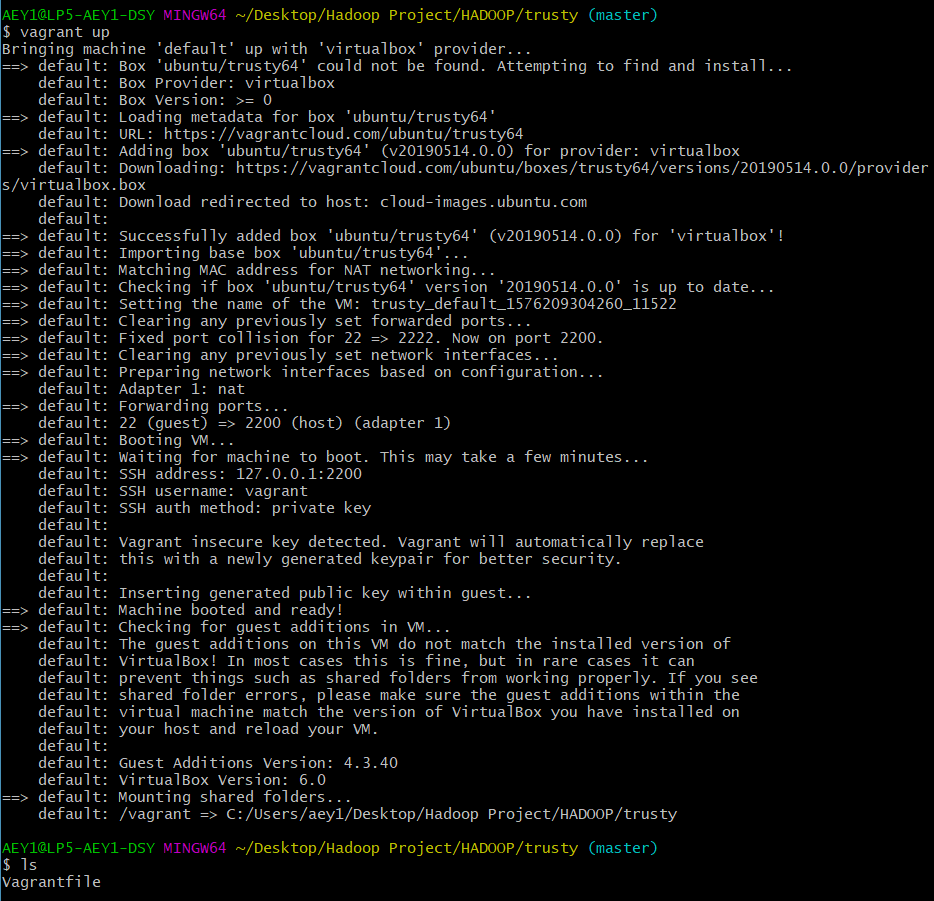 AEY1@LP5-AEY1-DSY MINGW64 ~/Desktop/Hadoop Project/HADOOP/trusty (master)
$ vagrant up
Bringing machine 'default' up with 'virtualbox' provider...
==> default: Box 'ubuntu/trusty64' could not be found. Attempting to find and install...
    default: Box Provider: virtualbox
    default: Box Version: >= 0
==> default: Loading metadata for box 'ubuntu/trusty64'
    default: URL: https://vagrantcloud.com/ubuntu/trusty64
==> default: Adding box 'ubuntu/trusty64' (v20190514.0.0) for provider: virtualbox
    default: Downloading: https://vagrantcloud.com/ubuntu/boxes/trusty64/versions/20190514.0.0/provider
s/virtualbox.box
    default: Download redirected to host: cloud-images.ubuntu.com
    default:
==> default: Successfully added box 'ubuntu/trusty64' (v20190514.0.0) for 'virtualbox'!
==> default: Importing base box 'ubuntu/trusty64'...
==> default: Matching MAC address for NAT networking...
==> default: Checking if box 'ubuntu/trusty64' version '20190514.0.0' is up to date...
==> default: Setting the name of the VM: trusty_default_1576209304260_11522
==> default: Clearing any previously set forwarded ports...
==> default: Fixed port collision for 22 => 2222. Now on port 2200.
==> default: Clearing any previously set network interfaces...
==> default: Preparing network interfaces based on configuration...
    default: Adapter 1: nat
==> default: Forwarding ports...
    default: 22 (guest) => 2200 (host) (adapter 1)
==> default: Booting VM...
==> default: Waiting for machine to boot. This may take a few minutes...
    default: SSH address: 127.0.0.1:2200
    default: SSH username: vagrant
    default: SSH auth method: private key
    default:
    default: Vagrant insecure key detected. Vagrant will automatically replace
    default: this with a newly generated keypair for better security.
    default:
    default: Inserting generated public key within guest...
==> default: Machine booted and ready!
==> default: Checking for guest additions in VM...
    default: The guest additions on this VM do not match the installed version of
    default: VirtualBox! In most cases this is fine, but in rare cases it can
    default: prevent things such as shared folders from working properly. If you see
    default: shared folder errors, please make sure the guest additions within the
    default: virtual machine match the version of VirtualBox you have installed on
    default: your host and reload your VM.
    default:
    default: Guest Additions Version: 4.3.40
    default: VirtualBox Version: 6.0
==> default: Mounting shared folders...
    default: /vagrant => C:/Users/aey1/Desktop/Hadoop Project/HADOOP/trusty
AEY1@LP5-AEY1-DSY MINGW64 ~/Desktop/Hadoop Project/HADOOP/trusty (master)
$ ls
Vagrantfile